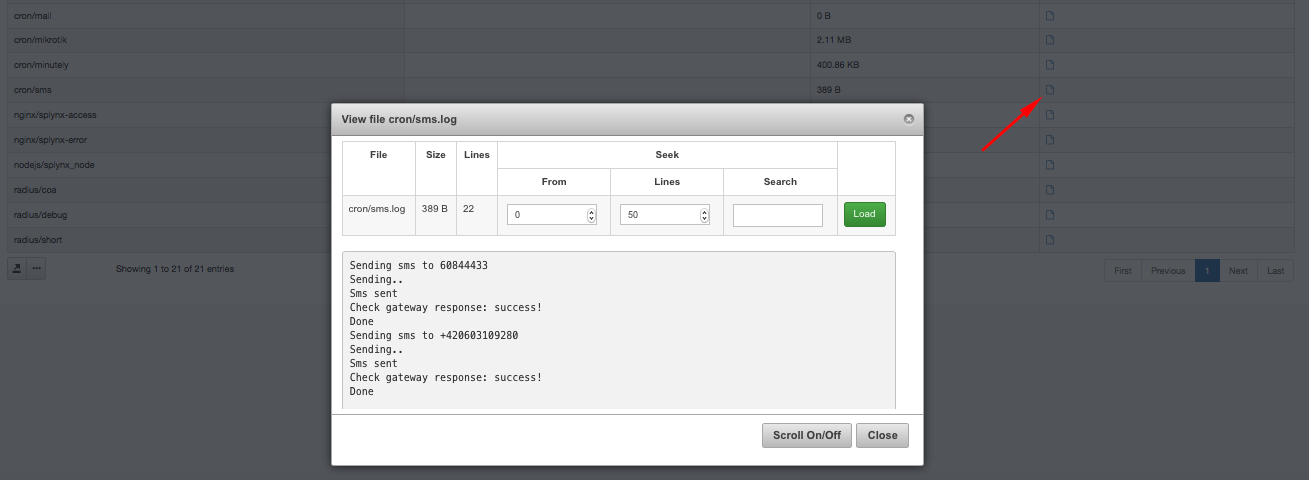 cron/mail 0 B
cron/mikrotik 2.11 MB
cron/minutely 400.86 KB
cron/sms 389 B
nginx/splynx-access
nginx/splynx-error
nodejs/splynx_node
radius/coa
radius/debug
radius/short
Showing 1 to 21 of 21 entries
First Previous 1 Next Last
View file cron/sms.log
File Size Lines Seek
From Lines Search
cron/sms.log 389 B 22 0 50 Load
Sending sms to 60844433
Sending..
Sms sent
Check gateway response: success!
Done
Sending sms to +420603109280
Sending..
Sms sent
Check gateway response: success!
Done
Scroll On/Off Close